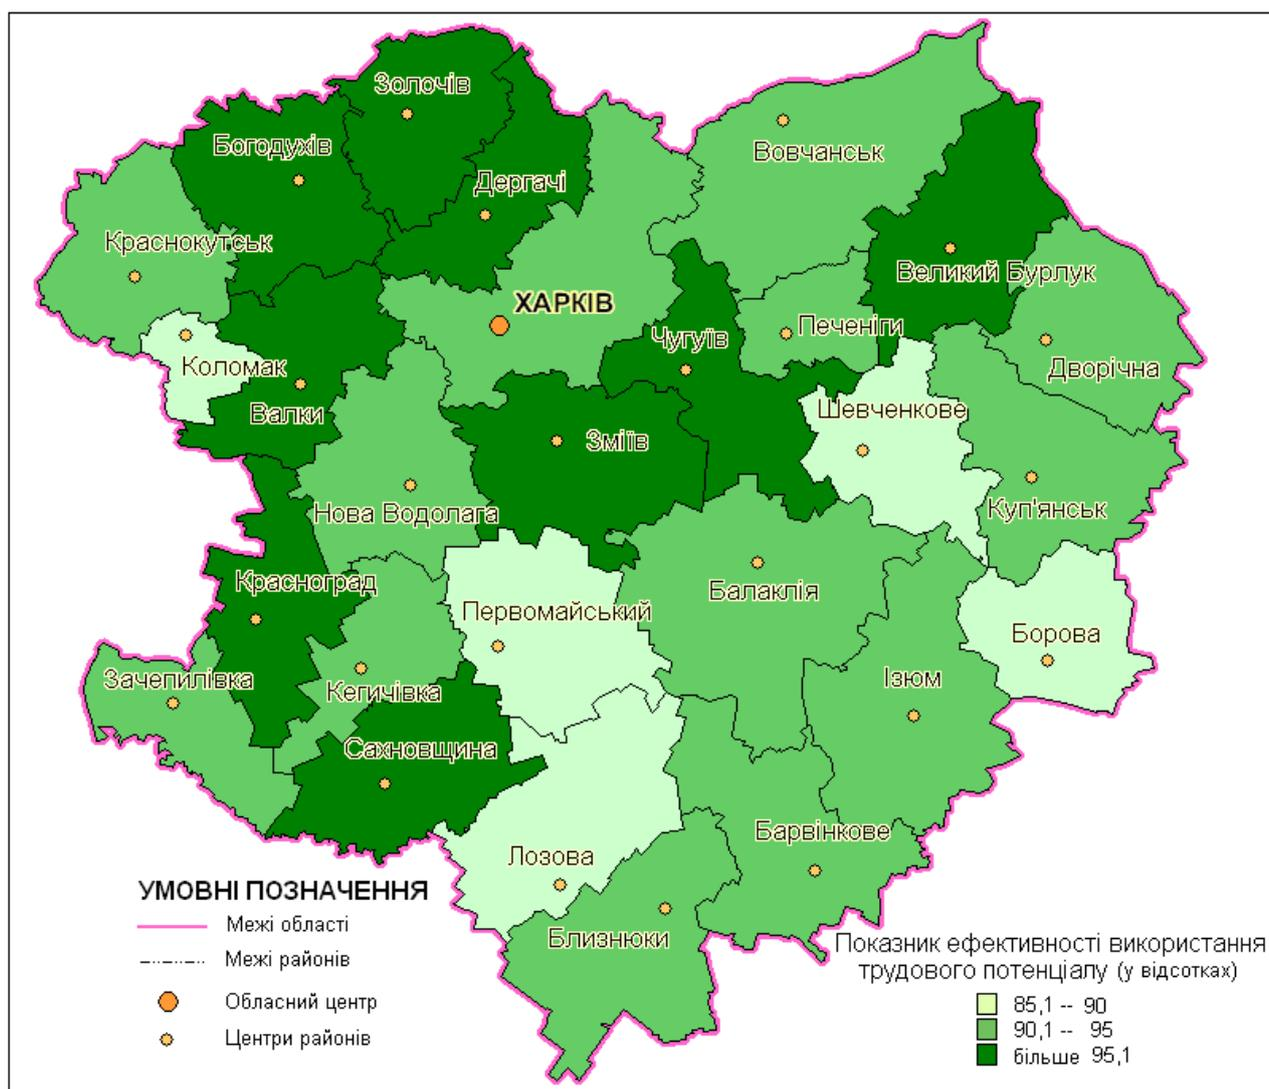 Золочів
Богодухів
Вовчанськ
Дергачі
Краснокутськ
Великий Бурлук
ХАРКІВ
Печеніги
Чугуїв
Коломак
Дворічна
Валки
Шевченкове
Зміїв
Нова Водолага
Куп'янськ
Красноград
Балаклія
Первомайський
Борова
Зачепилівка
Кегичівка
Ізюм
Сахновщина
Барвінкове
Лозова
Близнюки
УМОВНІ ПОЗНАЧЕННЯ
Межі області
Межі районів
Обласний центр
Центри районів
Показник ефективності використання
трудового потенціалу (у відсотках)
85,1 -- 90
90,1 -- 95
більше 95,1